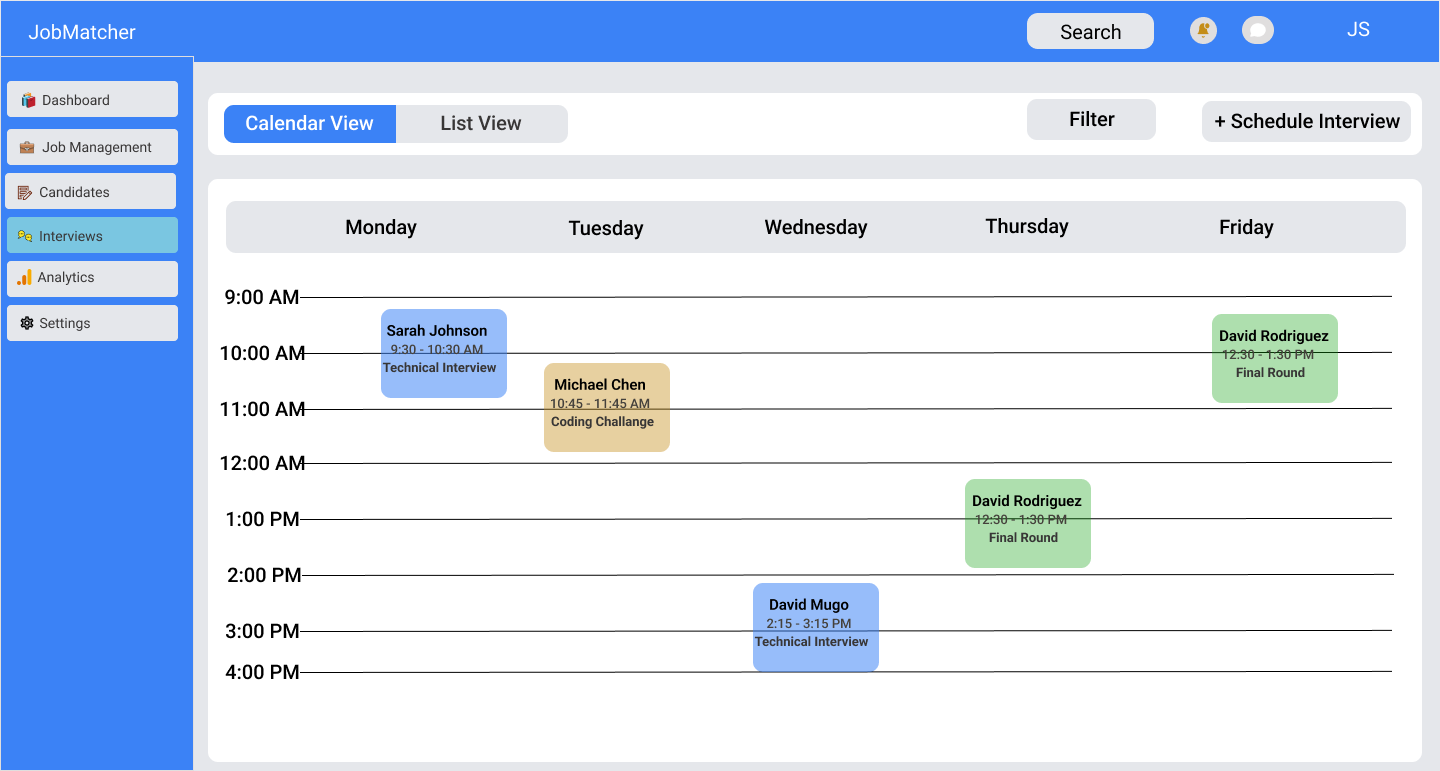 JobMatcher
Search
JS
Dashboard
Job Management
Candidates
Interviews
Analytics
Settings
Calendar View
List View
Filter
+ Schedule Interview
Monday
Tuesday
Wednesday
Thursday
Friday
9:00 AM
Sarah Johnson
9:30 - 10:30 AM
Technical Interview
David Rodriguez
12.30 - 1:30 PM
Final Round
10:00 AM
Michael Chen
10:45 - 11:45 AM
Coding Challange
11:00 AM
12:00 AM
David Rodriguez
12:30 - 1:30 PM
Final Round
1:00 PM
2:00 PM
David Mugo
2:15 - 3:15 PM
Technical Interview
3:00 PM
4:00 PM